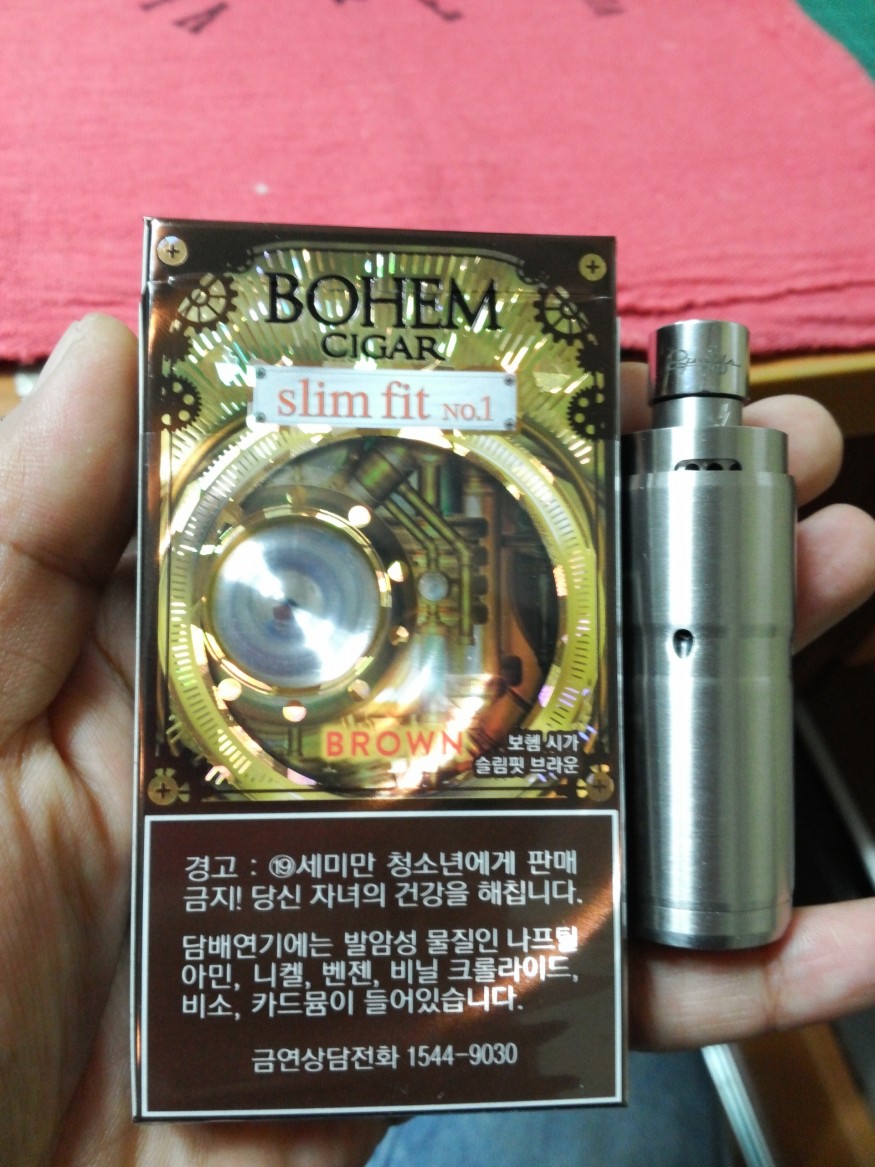 BOHEM
CIGAR
slim fit NO.1
BROWN
보헴 시가
슬림핏 브라운
경고 : ⑲세미만 청소년에게 판매
금지! 당신 자녀의 건강을 해칩니다.
담배연기에는 발암성 물질인 나프틸
아민, 니켈, 벤젠, 비닐 크롤라이드,
비소, 카드뮴이 들어있습니다.
금연상담전화 1544-9030